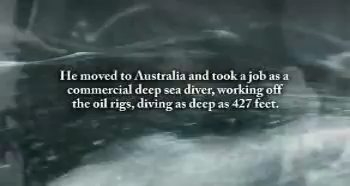 He moved to Australia and took a job as a
commercial deep sea diver, working off
the oil rigs, diving as deep as 427 feet.